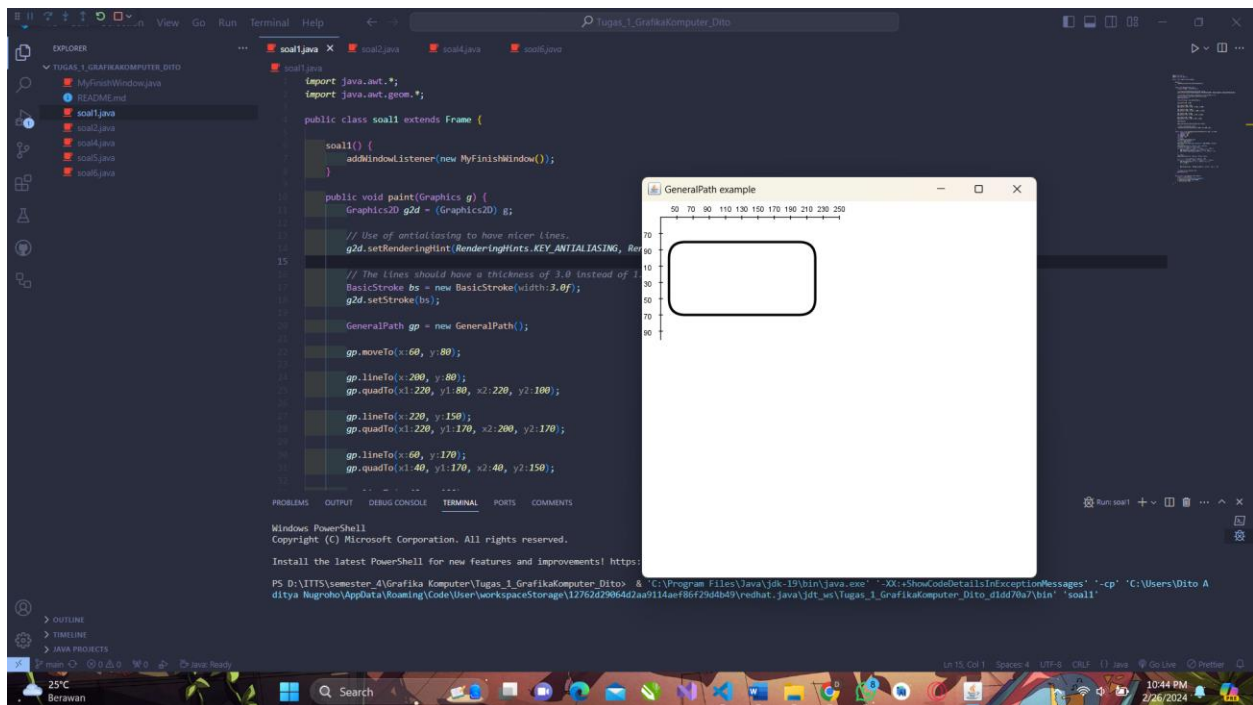 View Go Run Terminal Help
Tugas_1_GrafikaKomputer_Dito
EXPLORER
TUGAS_1_GRAFIKAKOMPUTER_DITO
MyFinishWindow.java
README.md
soal1.java
soal2.java
soal4.java
soal5.java
soal6.java
OUTLINE
TIMELINE
JAVA PROJECTS
soal1.java soal2.java soal4.java soal6.java
soal1.java
import java.awt.*;
import java.awt.geom.*;
public class soal1 extends Frame {
soal1() {
addWindowListener(new MyFinishWindow());
}
public void paint(Graphics g) {
Graphics2D g2d = (Graphics2D) g;
// Use of antialiasing to have nicer lines.
g2d.setRenderingHint(RenderingHints.KEY_ANTIALIASING,
15
// The lines should have a thickness of 3.0 instead of 1.
BasicStroke bs = new BasicStroke(width:3.0f);
g2d.setStroke(bs);
GeneralPath gp = new GeneralPath();
gp.moveTo(x:60, y:80);
gp.lineTo(x:200, y:80);
gp.quadTo(x1:220, y1:80, x2:220, y2:100);
gp.lineTo(x:220, y:150);
gp.quadTo(x1:220, y1:170, x2:200, y2:170);
gp.lineTo(x:60, y:170);
gp.quadTo(x1:40, y1:170, x2:40, y2:150);
GeneralPath example
50 70 90 110 130 150 170 190 210 230 250
70
90
10
30
50
70
90
PROBLEMS OUTPUT DEBUG CONSOLE TERMINAL PORTS COMMENTS
Run: soal1
Windows PowerShell
Copyright (C) Microsoft Corporation. All rights reserved.
Install the latest PowerShell for new features and improvements! https:
PS D:\ITTS\semester_4\Grafika Komputer\Tugas_1_GrafikaKomputer_Dito> & 'C:\Program Files\Java\jdk-19\bin\java.exe' '-XX:+ShowCodeDetailsInExceptionMessages' '-cp' 'C:\Users\Dito A
ditya Nugroho\AppData\Roaming\Code\User\workspaceStorage\12762d29064d2aa9114aef86f29d4b49\redhat.java\jdt_ws\Tugas_1_GrafikaKomputer_Dito_d1dd70a7\bin' 'soal1'
main 0 0 0 Java: Ready
Ln 15, Col 1 Spaces: 4 UTF-8 CRLF {} Java Go Live Prettier
25°C
Berawan
Search
10:44 PM
2/26/2024